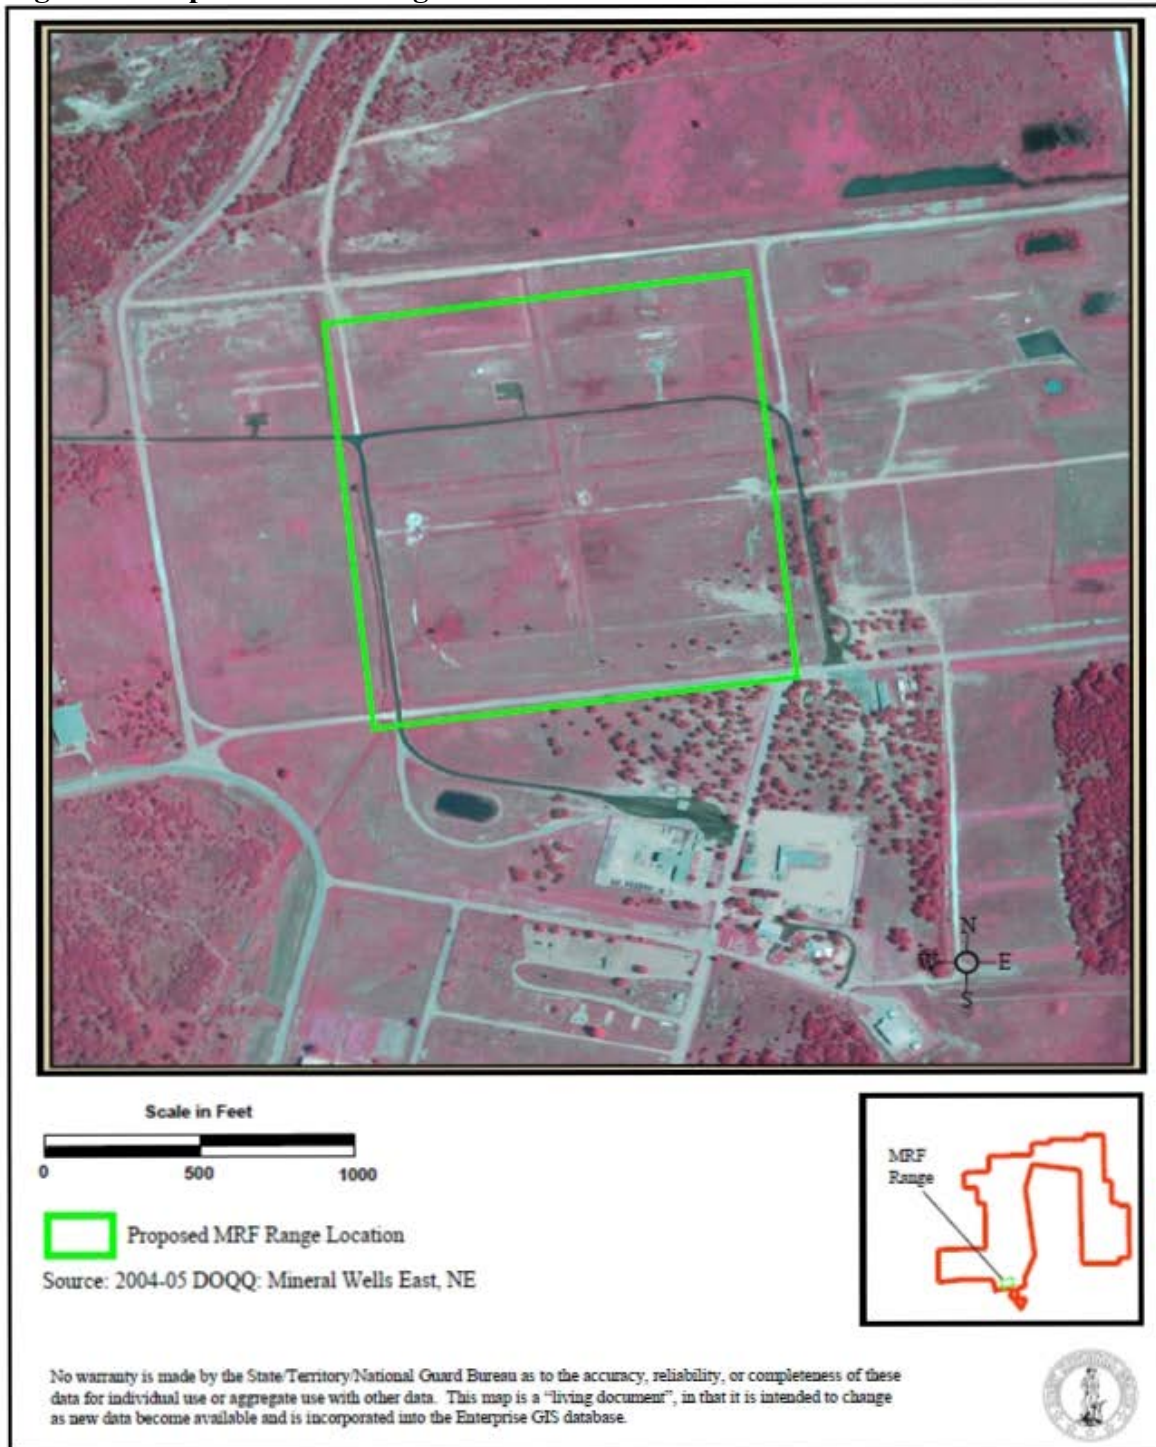 N
W E
S
Scale in Feet
0 500 1000
Proposed MRF Range Location
Source: 2004-05 DOQQ: Mineral Wells East, NE
MRF
Range
No warranty is made by the State/Territory/National Guard Bureau as to the accuracy, reliability, or completeness of these
data for individual use or aggregate use with other data. This map is a “living document”, in that it is intended to change
as new data become available and is incorporated into the Enterprise GIS database.